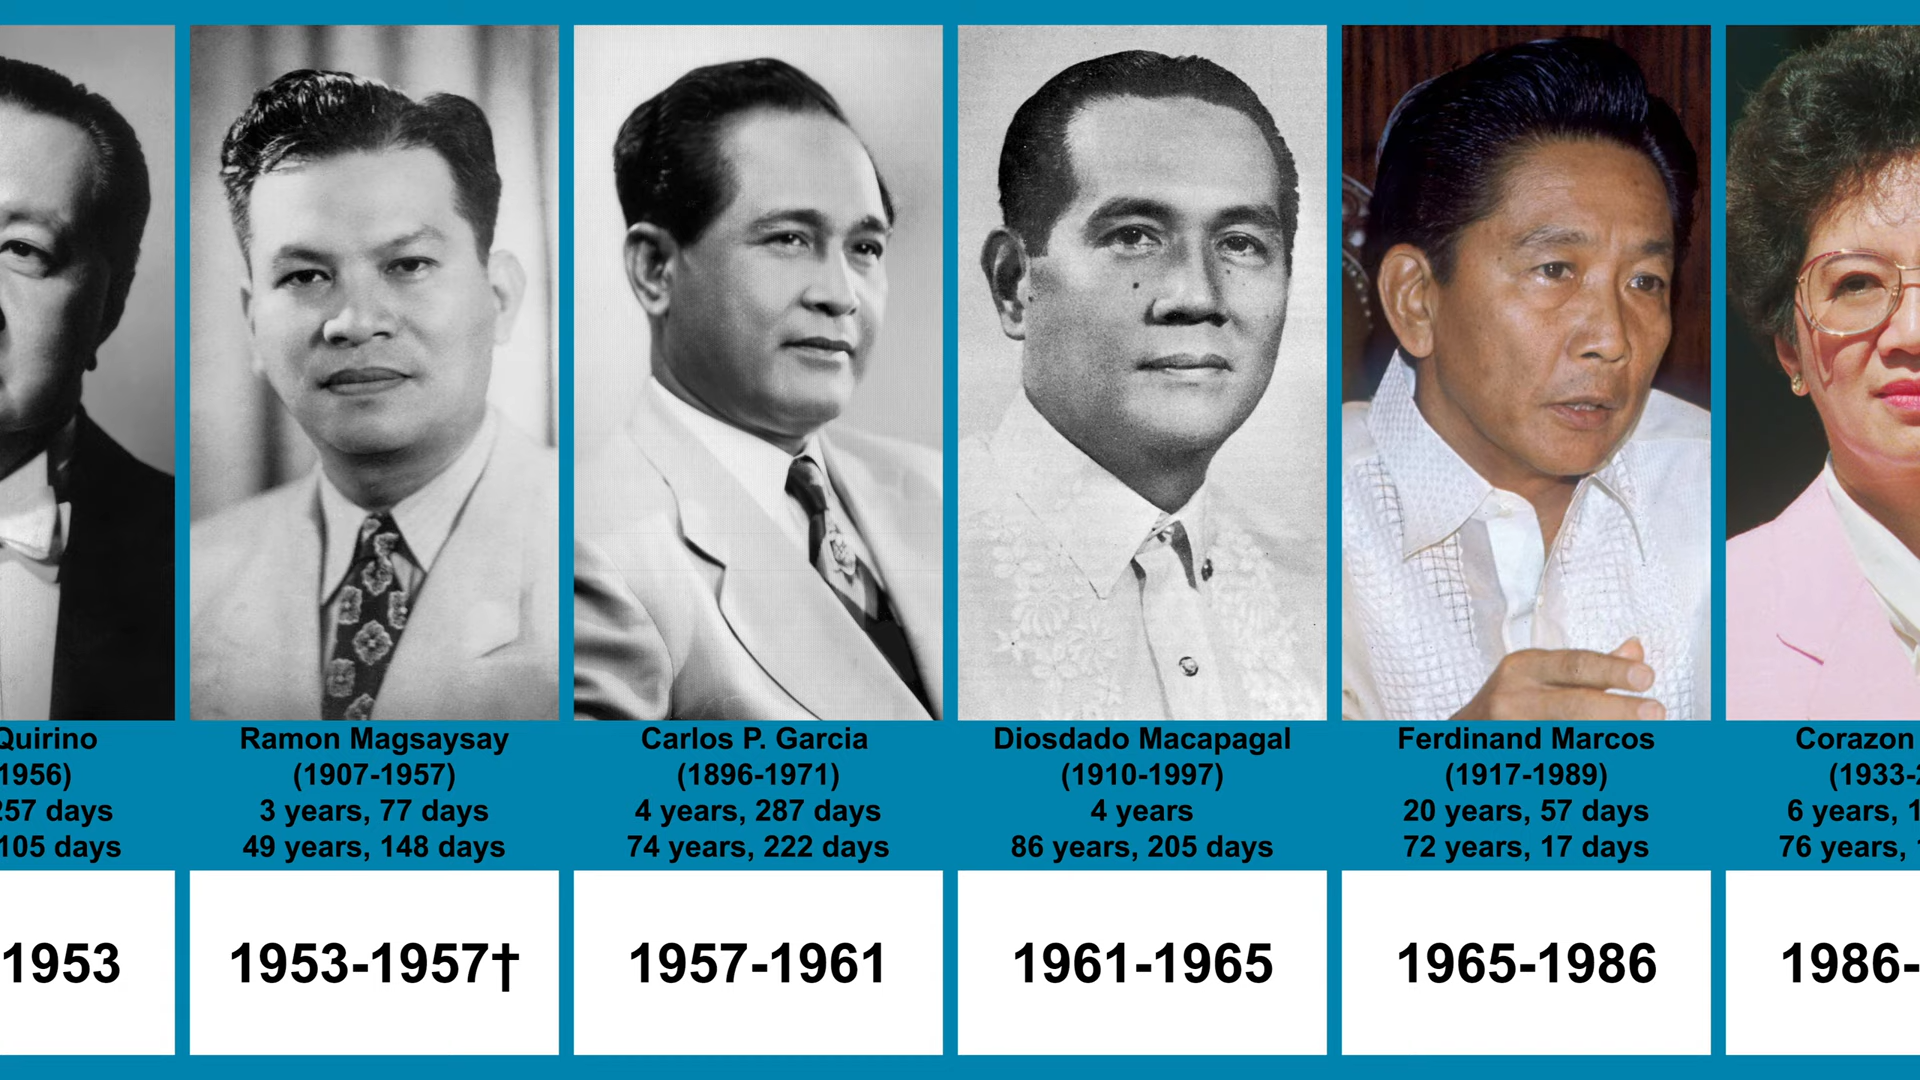 Quirino
1956)
257 days
105 days
1953
Ramon Magsaysay
(1907-1957)
3 years, 77 days
49 years, 148 days
1953-1957†
Carlos P. Garcia
(1896-1971)
4 years, 287 days
74 years, 222 days
1957-1961
Diosdado Macapagal
(1910-1997)
4 years
86 years, 205 days
1961-1965
Ferdinand Marcos
(1917-1989)
20 years, 57 days
72 years, 17 days
1965-1986
Corazon
(1933-
6 years, 1
76 years,
1986-